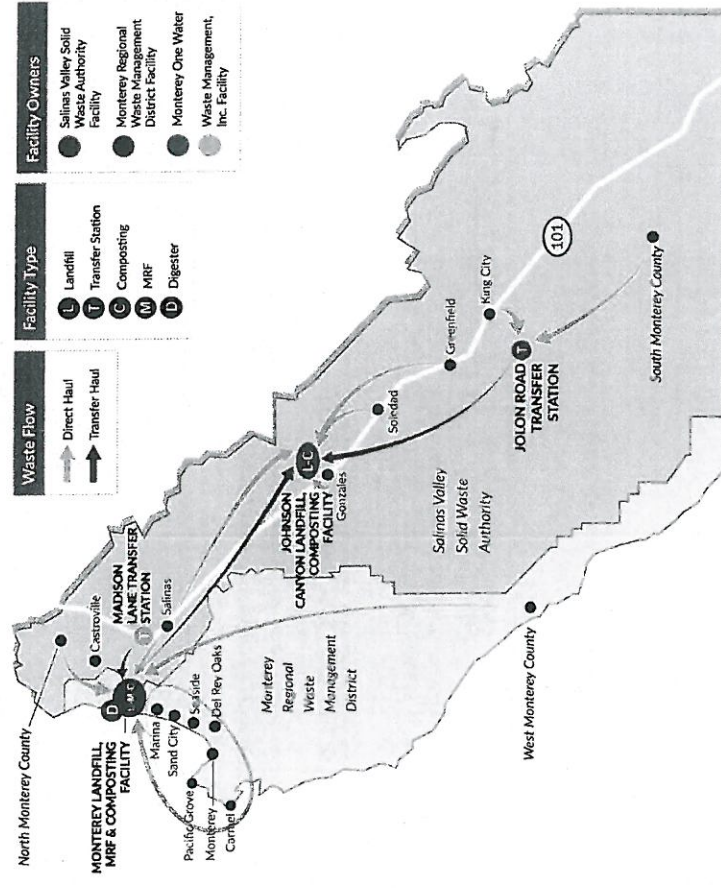 Waste Flow
Direct Haul
Transfer Haul
Facility Type
L Landfill
T Transfer Station
C Composting
M MRF
D Digester
Facility Owners
Salinas Valley Solid
Waste Authority
Facility
Monterey Regional
Waste Management
District Facility
Monterey One Water
Waste Management,
Inc. Facility
North Monterey County
Castroville
MADISON
LANE TRANSFER
STATION
T
Salinas
MONTEREY LANDFILL,
MRF & COMPOSTING
FACILITY
D
Marina
Sand City
Seaside
Del Rey Oaks
Pacific Grove
Monterey
Carmel
Monterey
Regional
Waste
Management
District
JOHNSON
CANYON LANDFILL,
COMPOSTING
FACILITY
L-C
Gonzales
Soledad
Greenfield
King City
101
T
JOLON ROAD
TRANSFER
STATION
Salinas Valley
Solid Waste
Authority
West Monterey County
South Monterey County